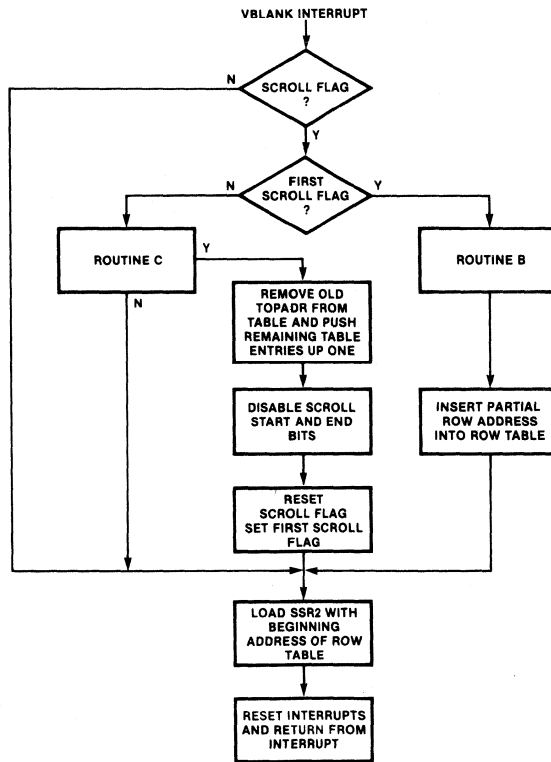 VBLANK INTERRUPT
N
SCROLL FLAG
?
Y
N
FIRST
SCROLL FLAG
?
Y
ROUTINE C
Y
N
ROUTINE B
REMOVE OLD
TOPADR FROM
TABLE AND PUSH
REMAINING TABLE
ENTRIES UP ONE
DISABLE SCROLL
START AND END
BITS
INSERT PARTIAL
ROW ADDRESS
INTO ROW TABLE
RESET
SCROLL FLAG
SET FIRST SCROLL
FLAG
LOAD SSR2 WITH
BEGINNING
ADDRESS OF ROW
TABLE
RESET INTERRUPTS
AND RETURN FROM
INTERRUPT